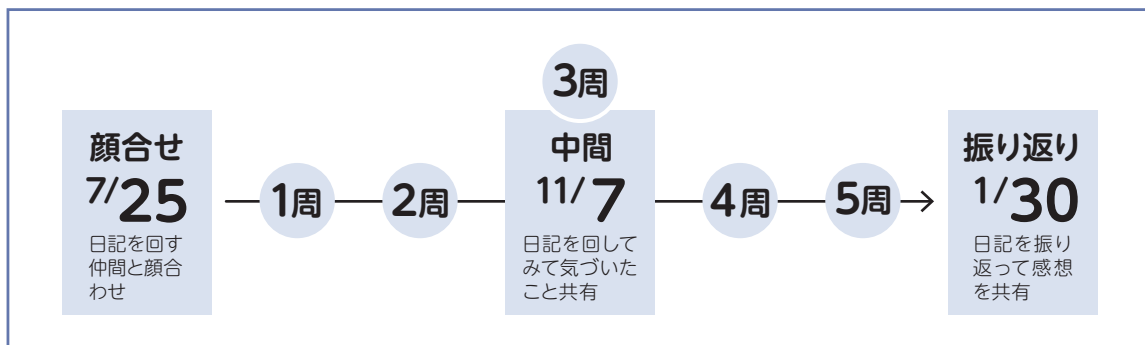 顔合せ
7/25
日記を回す
仲間と顔合
わせ
1周
2周
3周
中間
11/7
日記を回して
みて気づいた
こと共有
4周
5周
振り返り
1/30
日記を振り
返って感想
を共有